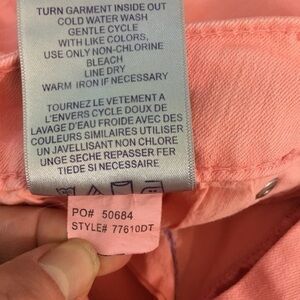 TURN GARMENT INSIDE OUT
COLD WATER WASH
GENTLE CYCLE
WITH LIKE COLORS,
USE ONLY NON-CHLORINE
BLEACH
LINE DRY
WARM IRON IF NECESSARY
TOURNEZ LE VETEMENT A
L'ENVERS CYCLE DOUX DE
LAVAGE D'EAU FROIDE AVEC DES
COULEURS SIMILAIRES UTILISER
UN JAVELLISANT NON CHLORE
UNGE SECHE REPASSER FER
TIEDE SI NECESSAIRE
PO# 50684
STYLE# 77610DT